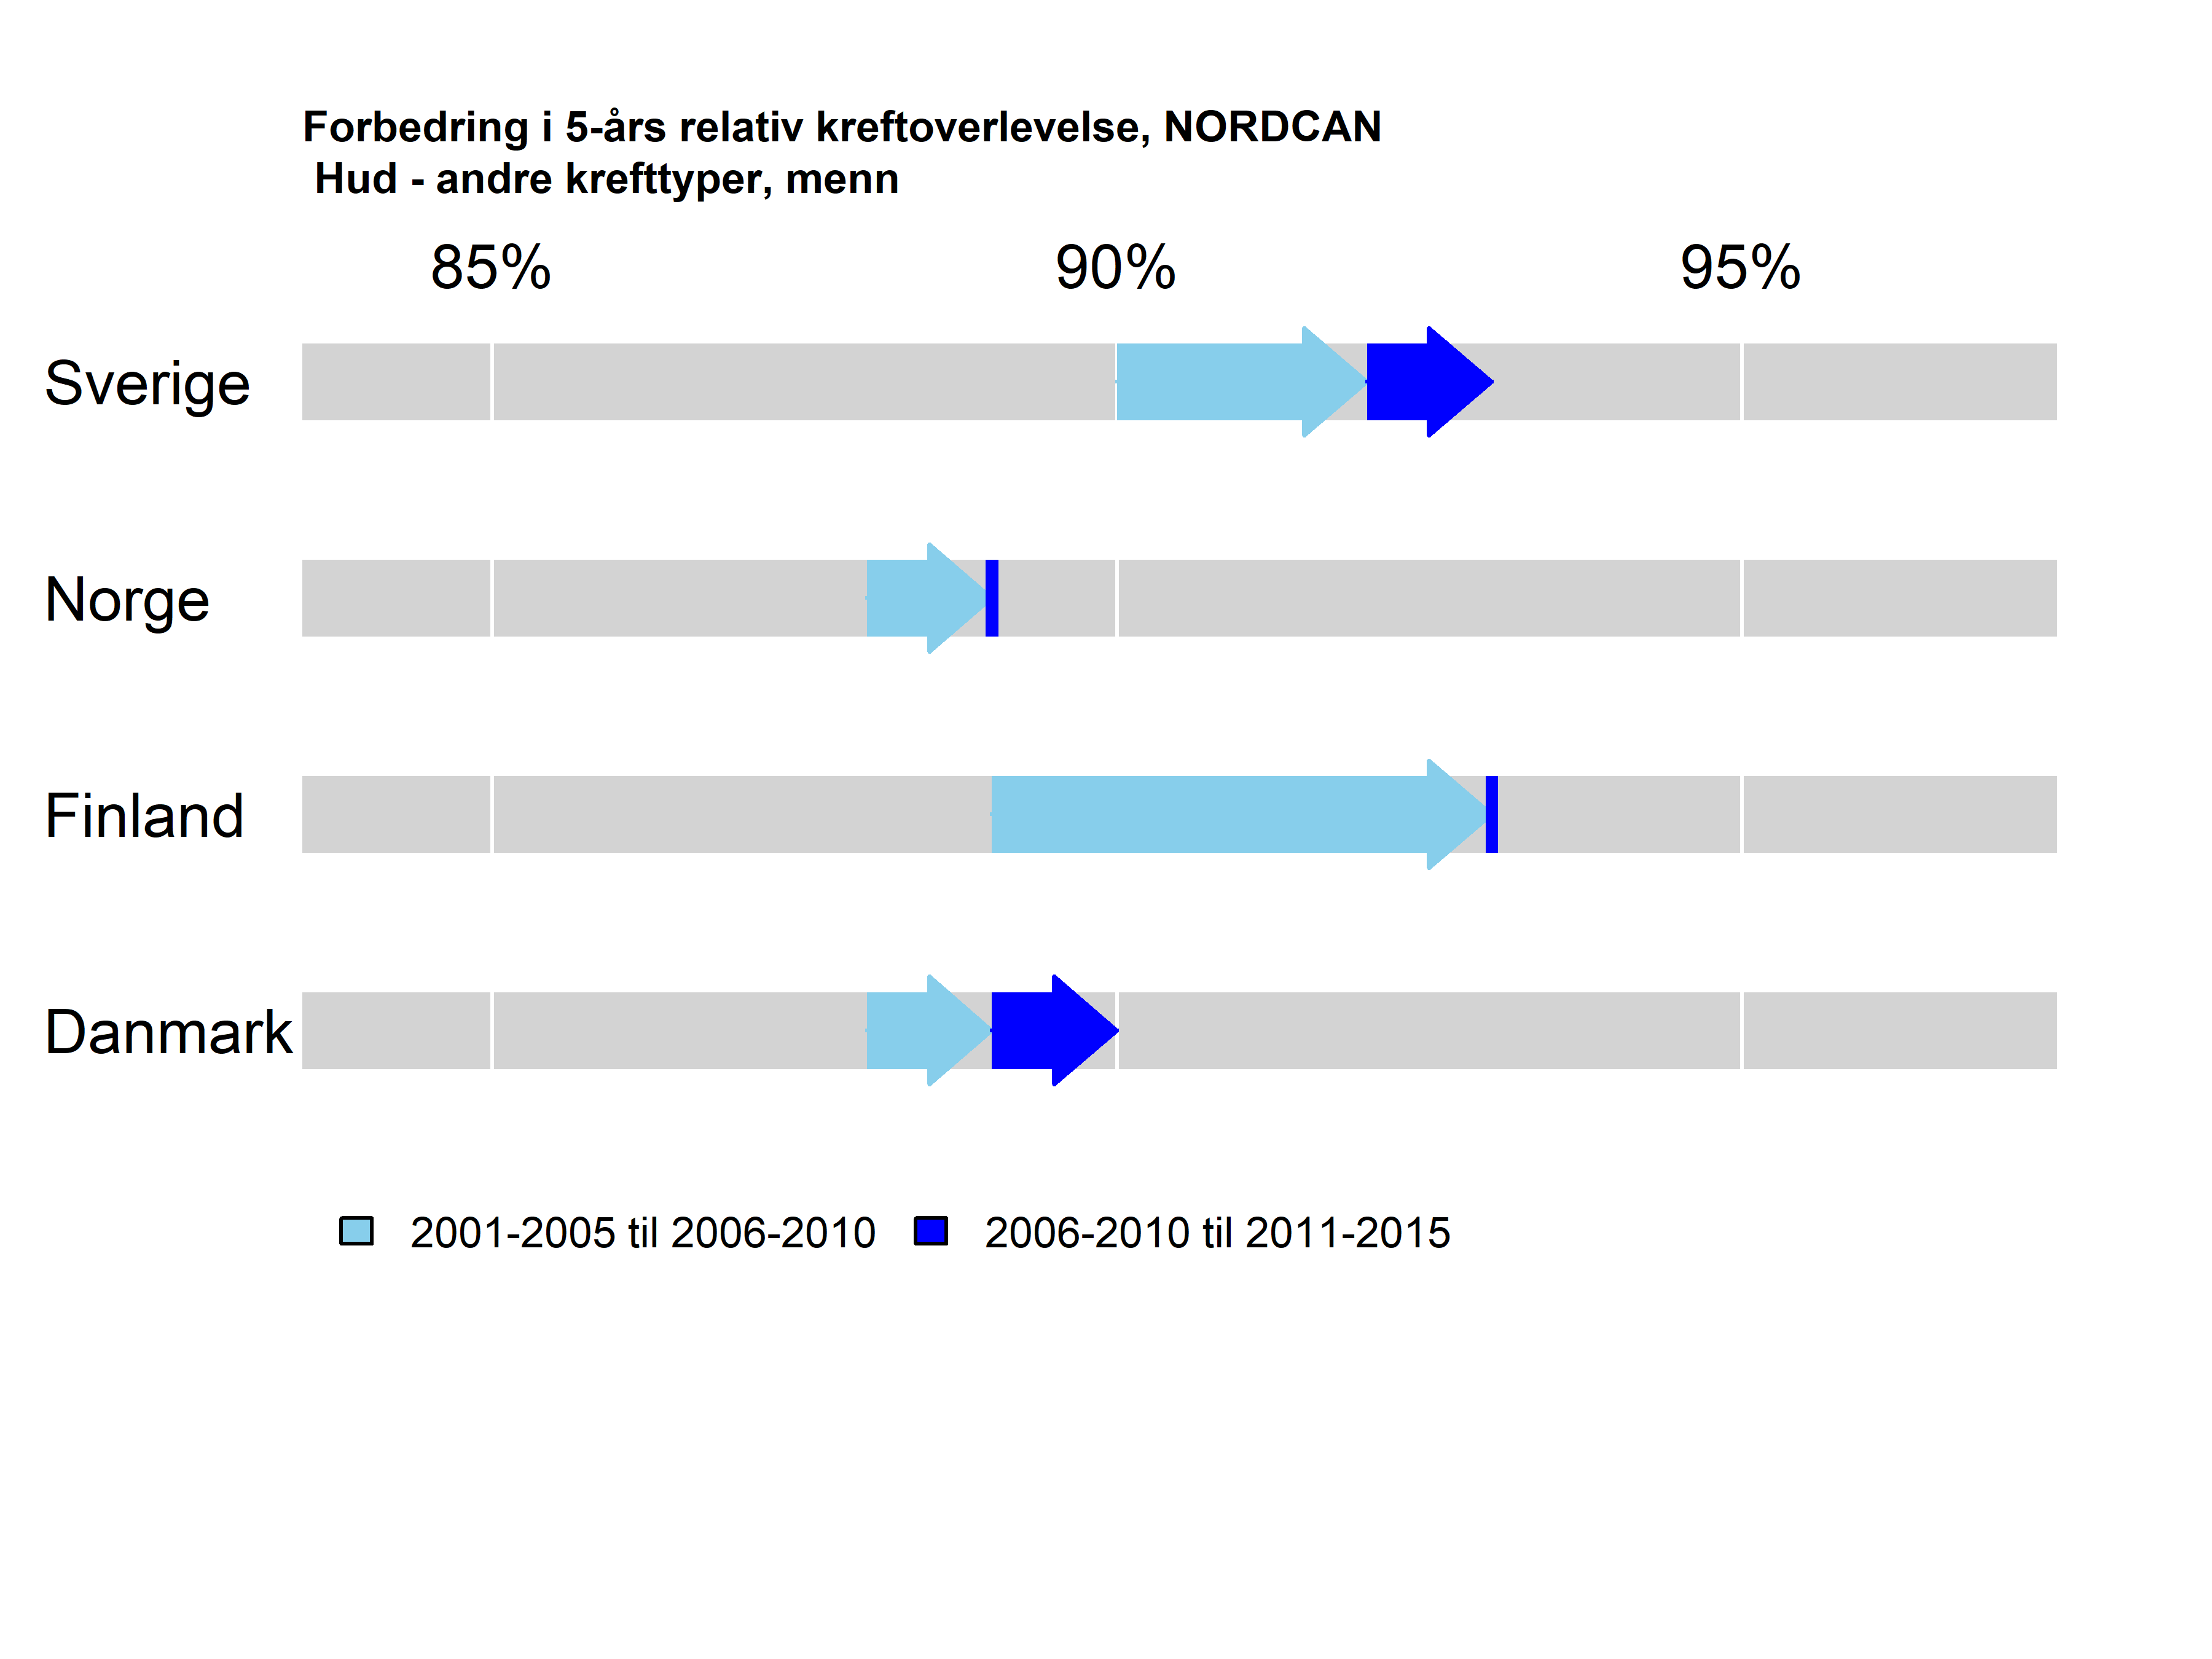 Forbedring i 5-års relativ kreftoverlevelse, NORDCAN
Hud - andre krefttyper, menn
85% 90% 95%
Sverige
Norge
Finland
Danmark
2001-2005 til 2006-2010 2006-2010 til 2011-2015